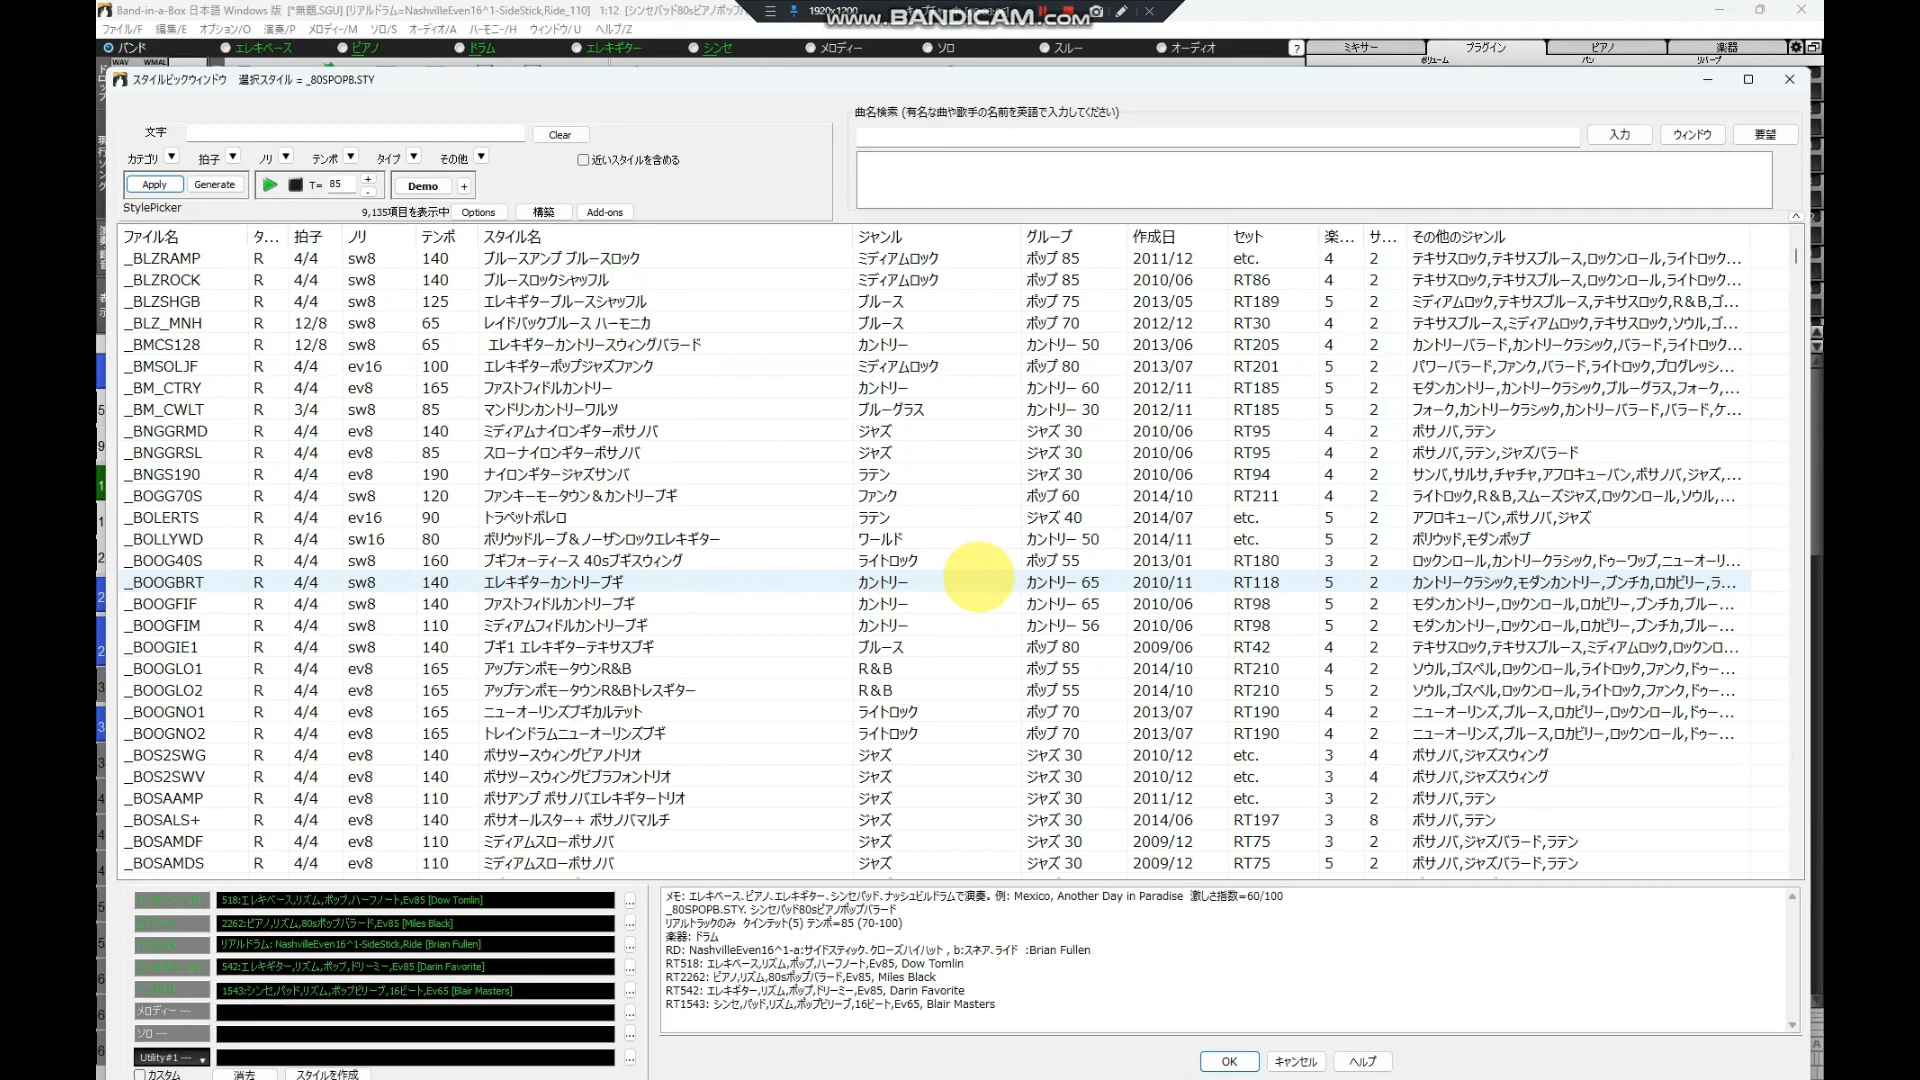 Band-in-a-Box 日本語 Windows 版 [*無題.SGU] [リアルドラム=NashvilleEven16^1-SideStick,Ride_110] 1:12 [シンセパッド80sピアノポップバ
1920x1200
www.BANDICAM.com
ファイル/F 編集/E オプション/O 演奏/P メロディー/M ソロ/S オーディオ/A ハーモニー/H ウィンドウ/U ヘルプ/Z
バンド エレキベース ピアノ ドラム エレキギター シンセ メロディー ソロ スルー オーディオ ? ミキサー プラグイン ピアノ 楽器
WAV WMAL ボリューム パン リバーブ
スタイルピックウィンドウ 選択スタイル = _80SPOPB.STY
曲名検索 (有名な曲や歌手の名前を英語で入力してください)
文字 Clear 入力 ウィンドウ 要望
カテゴリ 拍子 ノリ テンポ タイプ その他 近いスタイルを含める
Apply Generate T= 85 + - Demo +
StylePicker 9,135項目を表示中 Options 構築 Add-ons
ファイル名 タ... 拍子 ノリ テンポ スタイル名 ジャンル グループ 作成日 セット 楽... サ... その他のジャンル
_BLZRAMP R 4/4 sw8 140 ブルースアンプ ブルースロック ミディアムロック ポップ 85 2011/12 etc. 4 2 テキサスロック,テキサスブルース,ロックンロール,ライトロック...
_BLZROCK R 4/4 sw8 140 ブルースロックシャッフル ミディアムロック ポップ 85 2010/06 RT86 4 2 テキサスロック,テキサスブルース,ロックンロール,ライトロック...
_BLZSHGB R 4/4 sw8 125 エレキギターブルースシャッフル ブルース ポップ 75 2013/05 RT189 5 2 ミディアムロック,テキサスブルース,テキサスロック,R＆B,ゴ...
_BLZ_MNH R 12/8 sw8 65 レイドバックブルース ハーモニカ ブルース ポップ 70 2012/12 RT30 4 2 テキサスブルース,ミディアムロック,テキサスロック,ソウル,ゴ...
_BMCS128 R 12/8 sw8 65 エレキギターカントリースウィングバラード カントリー カントリー 50 2013/06 RT205 4 2 カントリーバラード,カントリークラシック,バラード,ライトロック...
_BMSOLJF R 4/4 ev16 100 エレキギターポップジャズファンク ミディアムロック ポップ 80 2013/07 RT201 5 2 パワーバラード,ファンク,バラード,ライトロック,プログレッシ...
_BM_CTRY R 4/4 ev8 165 ファストフィドルカントリー カントリー カントリー 60 2012/11 RT185 5 2 モダンカントリー,カントリークラシック,ブルーグラス,フォーク,...
_BM_CWLT R 3/4 sw8 85 マンドリンカントリーワルツ ブルーグラス カントリー 30 2012/11 RT185 5 2 フォーク,カントリークラシック,カントリーバラード,バラード,ケ...
_BNGGRMD R 4/4 ev8 140 ミディアムナイロンギターボサノバ ジャズ ジャズ 30 2010/06 RT95 4 2 ボサノバ,ラテン
_BNGGRSL R 4/4 ev8 85 スローナイロンギターボサノバ ジャズ ジャズ 30 2010/06 RT95 4 2 ボサノバ,ラテン,ジャズバラード
_BNGS190 R 4/4 ev8 190 ナイロンギタージャズサンバ ラテン ジャズ 30 2010/06 RT94 4 2 サンバ,サルサ,チャチャ,アフロキューバン,ボサノバ,ジャズ,...
_BOGG70S R 4/4 sw8 120 ファンキーモータウン＆カントリーブギ ファンク ポップ 60 2014/10 RT211 4 2 ライトロック,R＆B,スムーズジャズ,ロックンロール,ソウル,...
_BOLERTS R 4/4 ev16 90 トラペットボレロ ラテン ジャズ 40 2014/07 etc. 5 2 アフロキューバン,ボサノバ,ジャズ
_BOLLYWD R 4/4 sw16 80 ボリウッドループ＆ノーザンロックエレキギター ワールド カントリー 50 2014/11 etc. 5 2 ボリウッド,モダンポップ
_BOOG40S R 4/4 sw8 160 ブギフォーティース 40sブギスウィング ライトロック ポップ 55 2013/01 RT180 3 2 ロックンロール,カントリークラシック,ドゥーワップ,ニューオーリ...
_BOOGBRT R 4/4 sw8 140 エレキギターカントリーブギ カントリー カントリー 65 2010/11 RT118 5 2 カントリークラシック,モダンカントリー,ブンチカ,ロカビリー,ラ...
_BOOGFIF R 4/4 sw8 140 ファストフィドルカントリーブギ カントリー カントリー 65 2010/06 RT98 5 2 モダンカントリー,ロックンロール,ロカビリー,ブンチカ,ブルー...
_BOOGFIM R 4/4 sw8 110 ミディアムフィドルカントリーブギ カントリー カントリー 56 2010/06 RT98 5 2 モダンカントリー,ロックンロール,ロカビリー,ブンチカ,ブルー...
_BOOGIE1 R 4/4 sw8 140 ブギ1 エレキギターテキサスブギ ブルース ポップ 80 2009/06 RT42 4 2 テキサスロック,テキサスブルース,ミディアムロック,ロックンロ...
_BOOGLO1 R 4/4 ev8 165 アップテンポモータウンR&B R＆B ポップ 55 2014/10 RT210 4 2 ソウル,ゴスペル,ロックンロール,ライトロック,ファンク,ドゥー...
_BOOGLO2 R 4/4 ev8 165 アップテンポモータウンR&Bトレスギター R＆B ポップ 55 2014/10 RT210 5 2 ソウル,ゴスペル,ロックンロール,ライトロック,ファンク,ドゥー...
_BOOGNO1 R 4/4 ev8 165 ニューオーリンズブギカルテット ライトロック ポップ 70 2013/07 RT190 4 2 ニューオーリンズ,ブルース,ロカビリー,ロックンロール,ドゥー...
_BOOGNO2 R 4/4 ev8 165 トレインドラムニューオーリンズブギ ライトロック ポップ 70 2013/07 RT190 4 2 ニューオーリンズ,ブルース,ロカビリー,ロックンロール,ドゥー...
_BOS2SWG R 4/4 ev8 140 ボサツースウィングピアノトリオ ジャズ ジャズ 30 2010/12 etc. 3 4 ボサノバ,ジャズスウィング
_BOS2SWV R 4/4 ev8 140 ボサツースウィングビブラフォントリオ ジャズ ジャズ 30 2010/12 etc. 3 4 ボサノバ,ジャズスウィング
_BOSAAMP R 4/4 ev8 110 ボサアンプ ボサノバエレキギタートリオ ジャズ ジャズ 30 2011/12 etc. 3 2 ボサノバ,ラテン
_BOSALS+ R 4/4 ev8 140 ボサオールスター+ ボサノバマルチ ジャズ ジャズ 30 2014/06 RT197 3 8 ボサノバ,ラテン
_BOSAMDF R 4/4 ev8 110 ミディアムスローボサノバ ジャズ ジャズ 30 2009/12 RT75 3 2 ボサノバ,ジャズバラード,ラテン
_BOSAMDS R 4/4 ev8 110 ミディアムスローボサノバ ジャズ ジャズ 30 2009/12 RT75 5 2 ボサノバ,ジャズバラード,ラテン
518:エレキベース,リズム,ポップ,ハーフノート,Ev85 [Dow Tomlin] ...
2262:ピアノ,リズム,80sポップバラード,Ev85 [Miles Black] ...
リアルドラム: NashvilleEven16^1-SideStick,Ride [Brian Fullen] ...
542:エレキギター,リズム,ポップ,ドリーミー,Ev85 [Darin Favorite] ...
1543:シンセ,パッド,リズム,ポップビリーブ,16ビート,Ev65 [Blair Masters] ...
メロディー --- ...
ソロ --- ...
Utility#1 --- ...
カスタム 消去 スタイルを作成
メモ: エレキベース､ピアノ､エレキギター､シンセパッド､ナッシュビルドラムで演奏。例: Mexico, Another Day in Paradise 激しさ指数=60/100
_80SPOPB.STY. シンセパッド80sピアノポップバラード
リアルトラックのみ クインテット(5) テンポ=85 (70-100)
楽器: ドラム
RD: NashvilleEven16^1-a:サイドスティック､クローズハイハット , b:スネア､ライド :Brian Fullen
RT518: エレキベース,リズム,ポップ,ハーフノート,Ev85, Dow Tomlin
RT2262: ピアノ,リズム,80sポップバラード,Ev85, Miles Black
RT542: エレキギター,リズム,ポップ,ドリーミー,Ev85, Darin Favorite
RT1543: シンセ,パッド,リズム,ポップビリーブ,16ビート,Ev65, Blair Masters
OK キャンセル ヘルプ